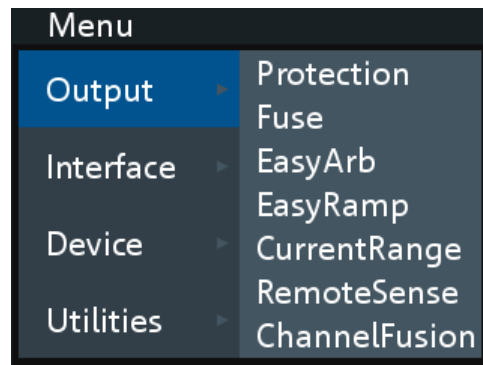 Menu
Output
Interface
Device
Utilities
Protection
Fuse
EasyArb
EasyRamp
CurrentRange
RemoteSense
ChannelFusion